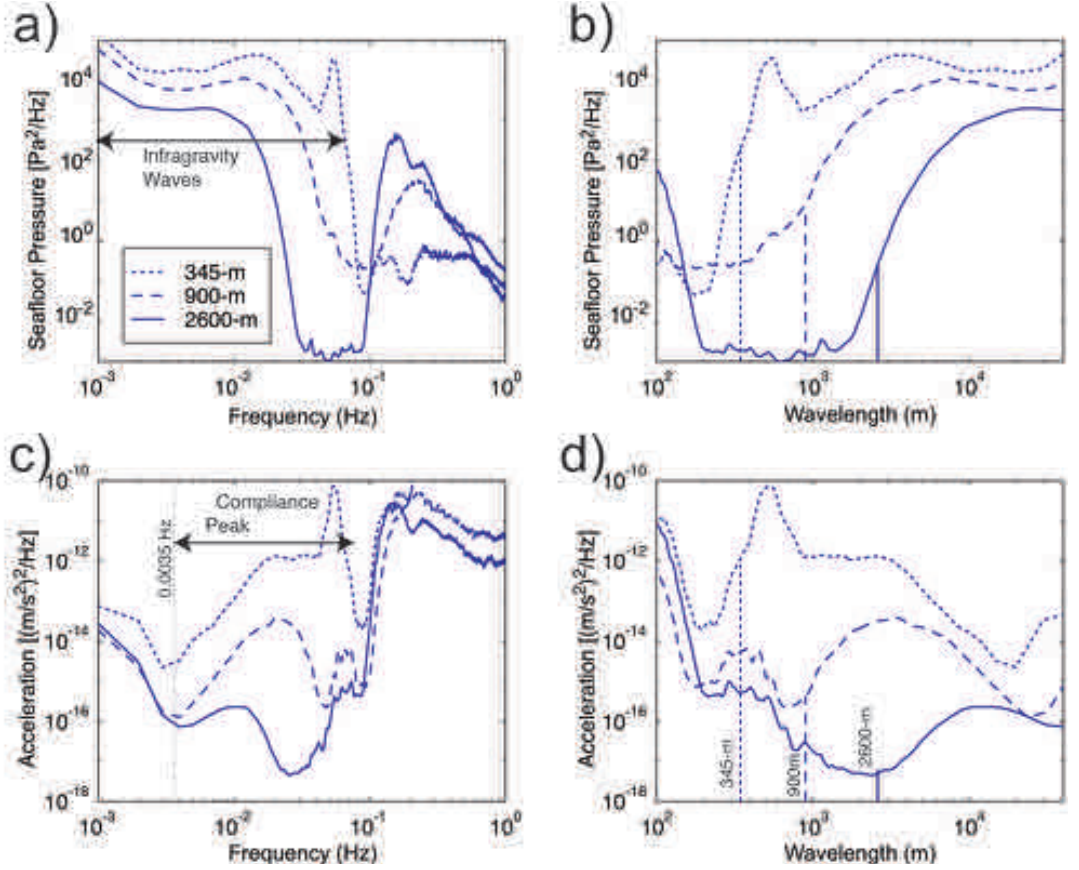 a)
Seafloor Pressure [Pa²/Hz]
10⁴
10²
10⁰
10⁻²
Infragravity
Waves
345-m
900-m
2600-m
10⁻³
10⁻²
10⁻¹
10⁰
Frequency (Hz)
b)
Seafloor Pressure [Pa²/Hz]
10⁴
10²
10⁰
10⁻²
10²
10³
10⁴
Wavelength (m)
c)
Acceleration [(m/s²)²/Hz]
10⁻¹⁰
10⁻¹²
10⁻¹⁴
10⁻¹⁶
10⁻¹⁸
0.0035 Hz
Compliance
Peak
10⁻³
10⁻²
10⁻¹
10⁰
Frequency (Hz)
d)
Acceleration [(m/s²)²/Hz]
10⁻¹⁰
10⁻¹²
10⁻¹⁴
10⁻¹⁶
10⁻¹⁸
345-m
900m
2600-m
10²
10³
10⁴
Wavelength (m)